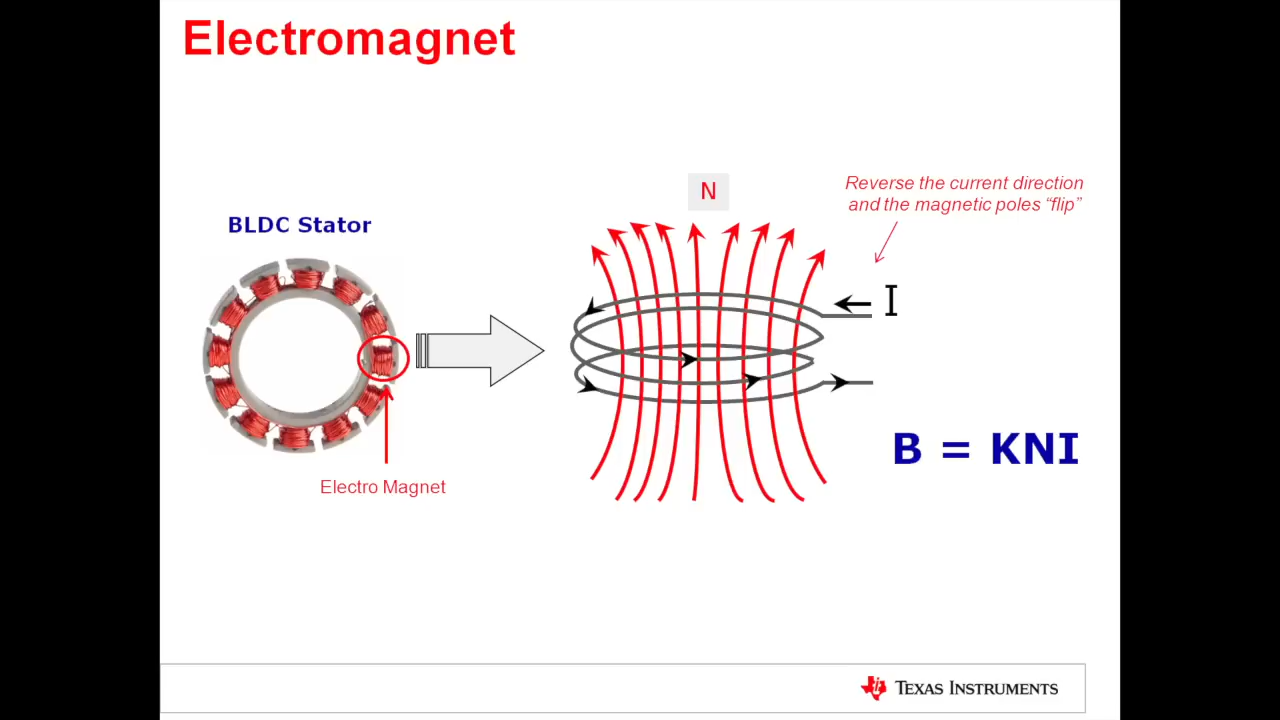 Electromagnet
N
Reverse the current direction
and the magnetic poles “flip”
BLDC Stator
I
B = KNI
Electro Magnet
TEXAS INSTRUMENTS